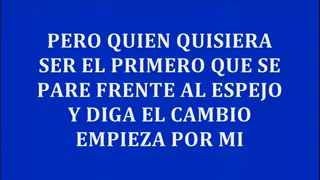 PERO QUIEN QUISIERA
SER EL PRIMERO QUE SE
PARE FRENTE AL ESPEJO
Y DIGA EL CAMBIO
EMPIEZA POR MI